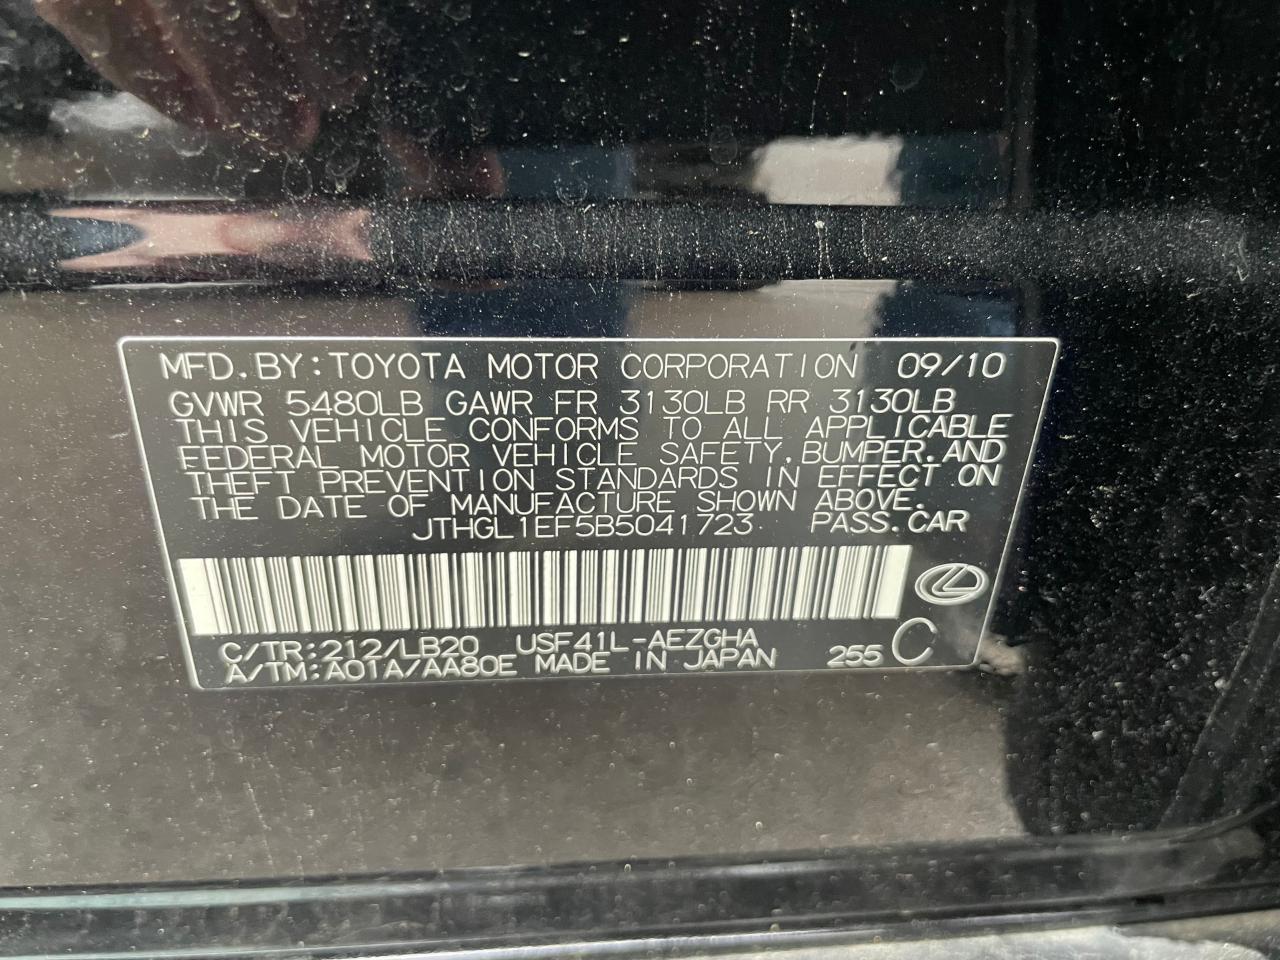 MFD.BY:TOYOTA MOTOR CORPORATION 09/10
GVWR 5480LB GAWR FR 3130LB RR 3130LB
THIS VEHICLE CONFORMS TO ALL APPLICABLE
FEDERAL MOTOR VEHICLE SAFETY,BUMPER,AND
THEFT PREVENTION STANDARDS IN EFFECT ON
THE DATE OF MANUFACTURE SHOWN ABOVE.
JTHGL1EF5B5041723 PASS.CAR
C/TR:212/LB20 USF41L-AEZGHA
A/TM:A01A/AA80E MADE IN JAPAN 255 C